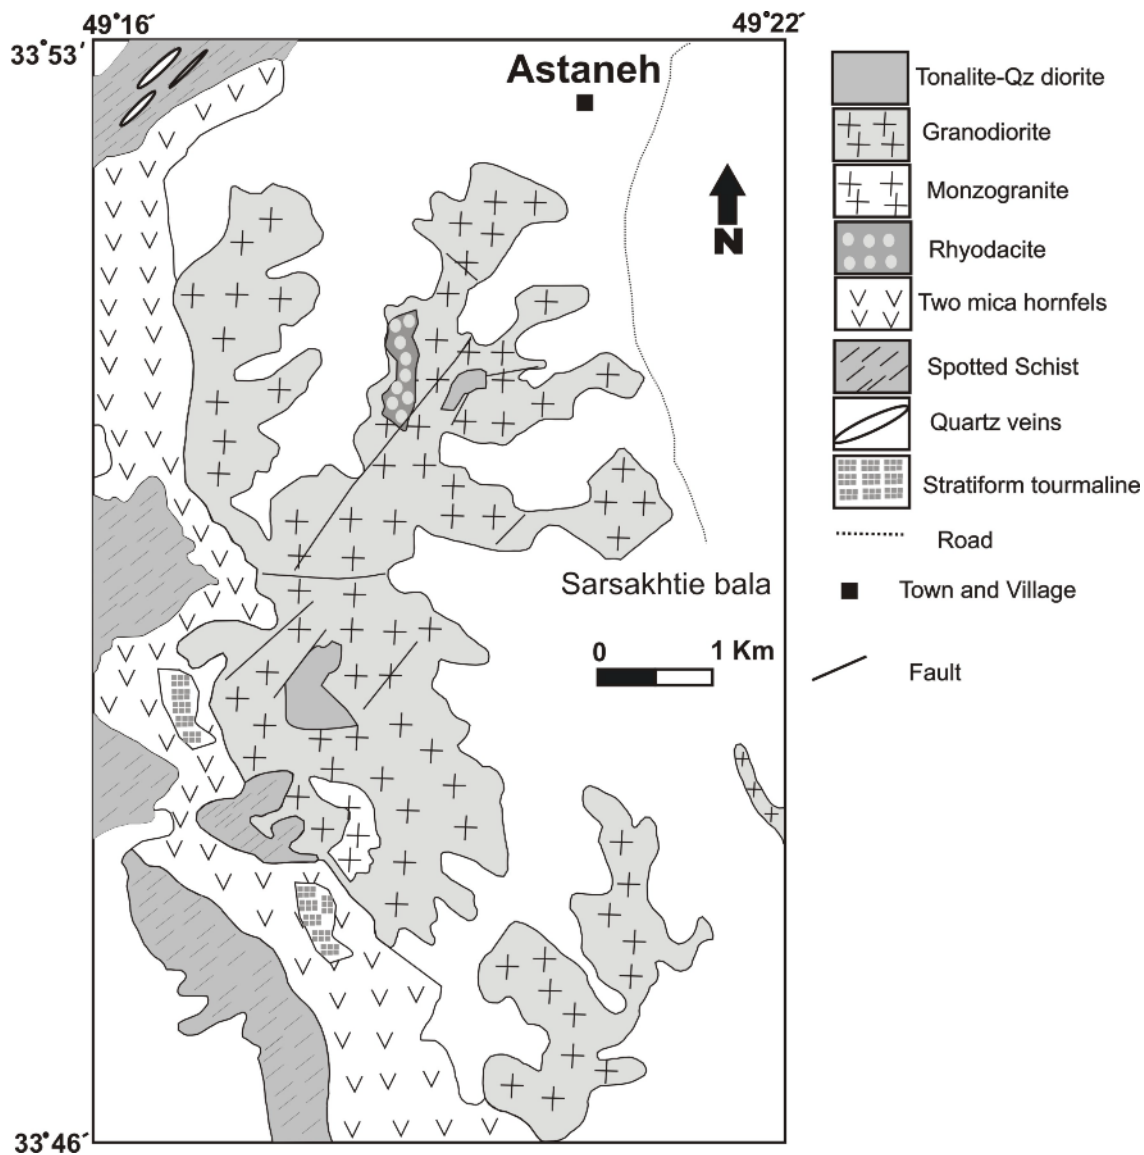 49°16′
49°22′
33°53′
Astaneh
N
Sarsakhtie bala
0
1 Km
33°46′
Tonalite-Qz diorite
Granodiorite
Monzogranite
Rhyodacite
Two mica hornfels
Spotted Schist
Quartz veins
Stratiform tourmaline
Road
Town and Village
Fault